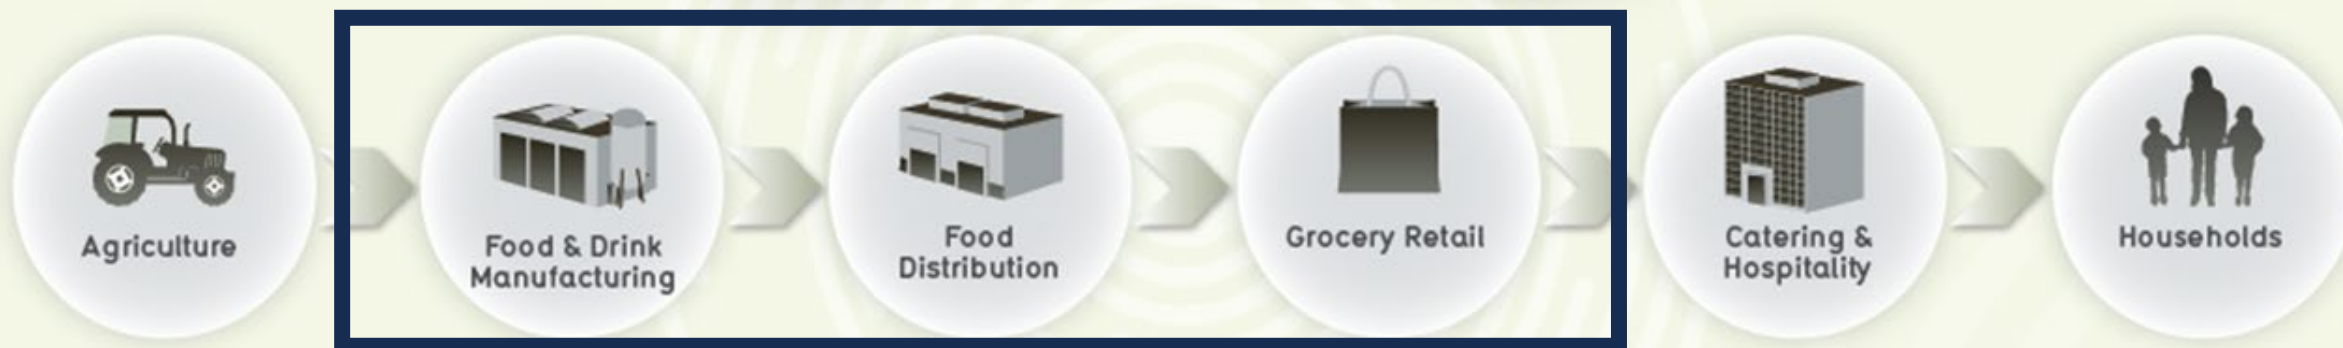 Agriculture
Food & Drink
Manufacturing
Food
Distribution
Grocery Retail
Catering &
Hospitality
Households